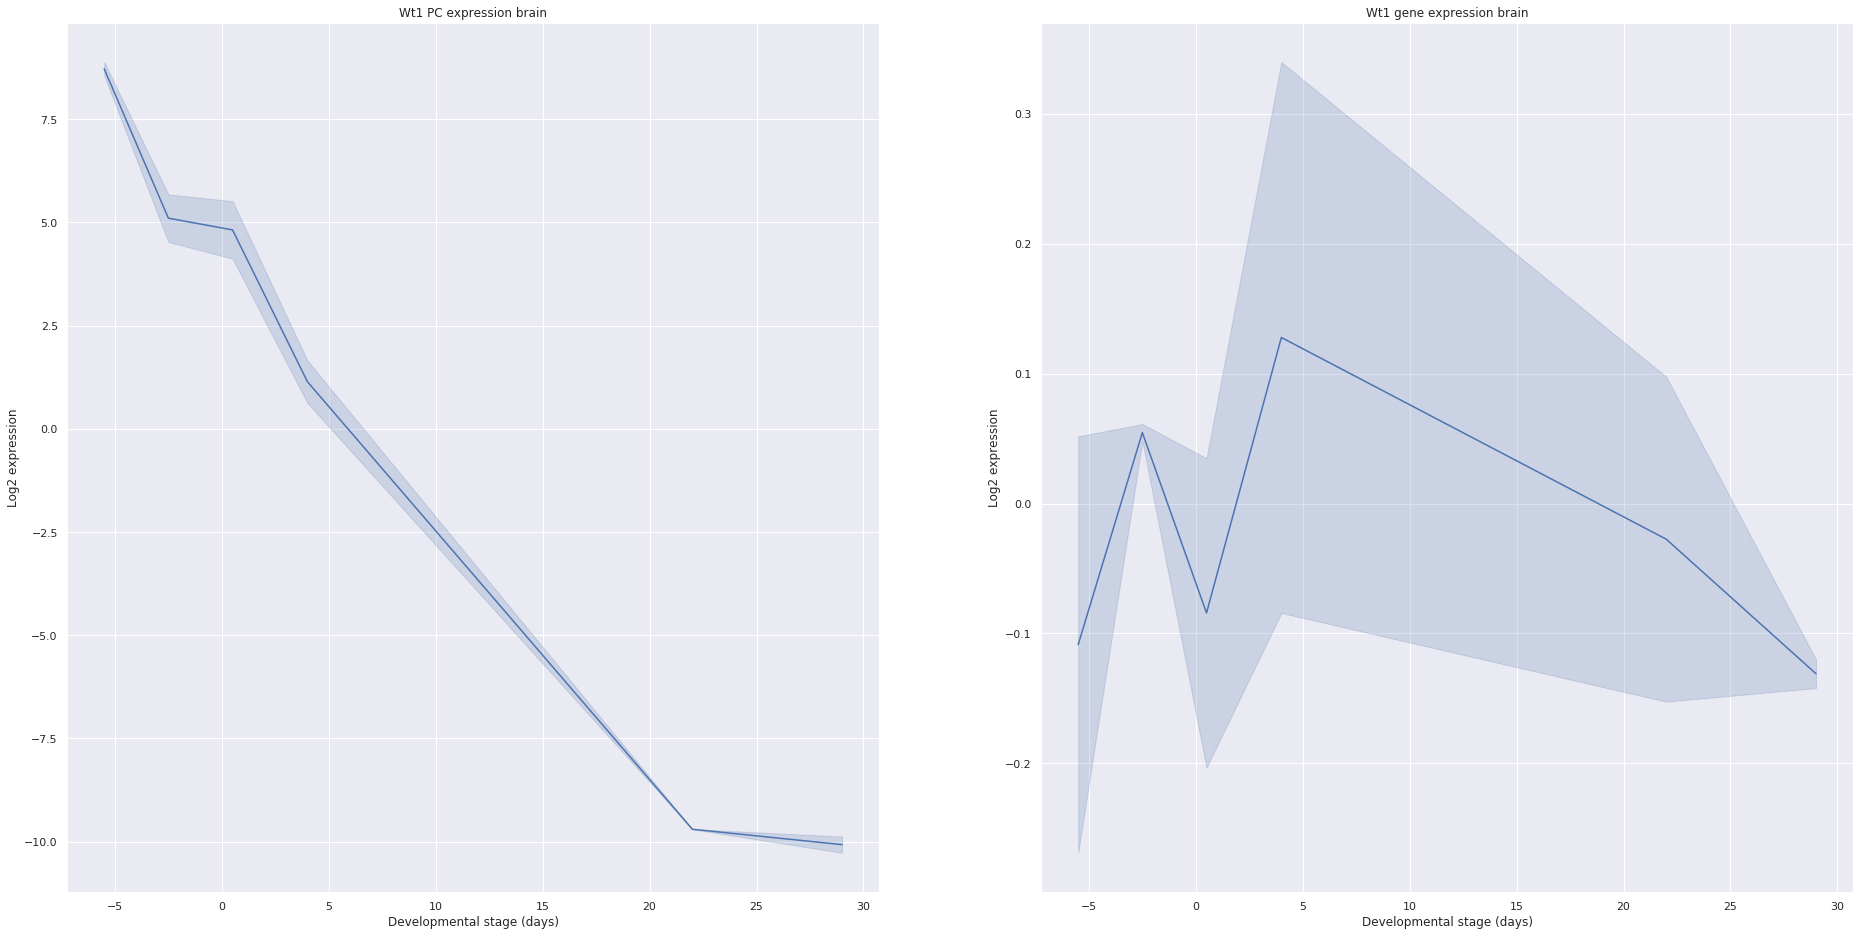 Wt1 PC expression brain
Log2 expression
7.5
5.0
2.5
0.0
−2.5
−5.0
−7.5
−10.0
−5 0 5 10 15 20 25 30
Developmental stage (days)
Wt1 gene expression brain
Log2 expression
0.3
0.2
0.1
0.0
−0.1
−0.2
−5 0 5 10 15 20 25 30
Developmental stage (days)